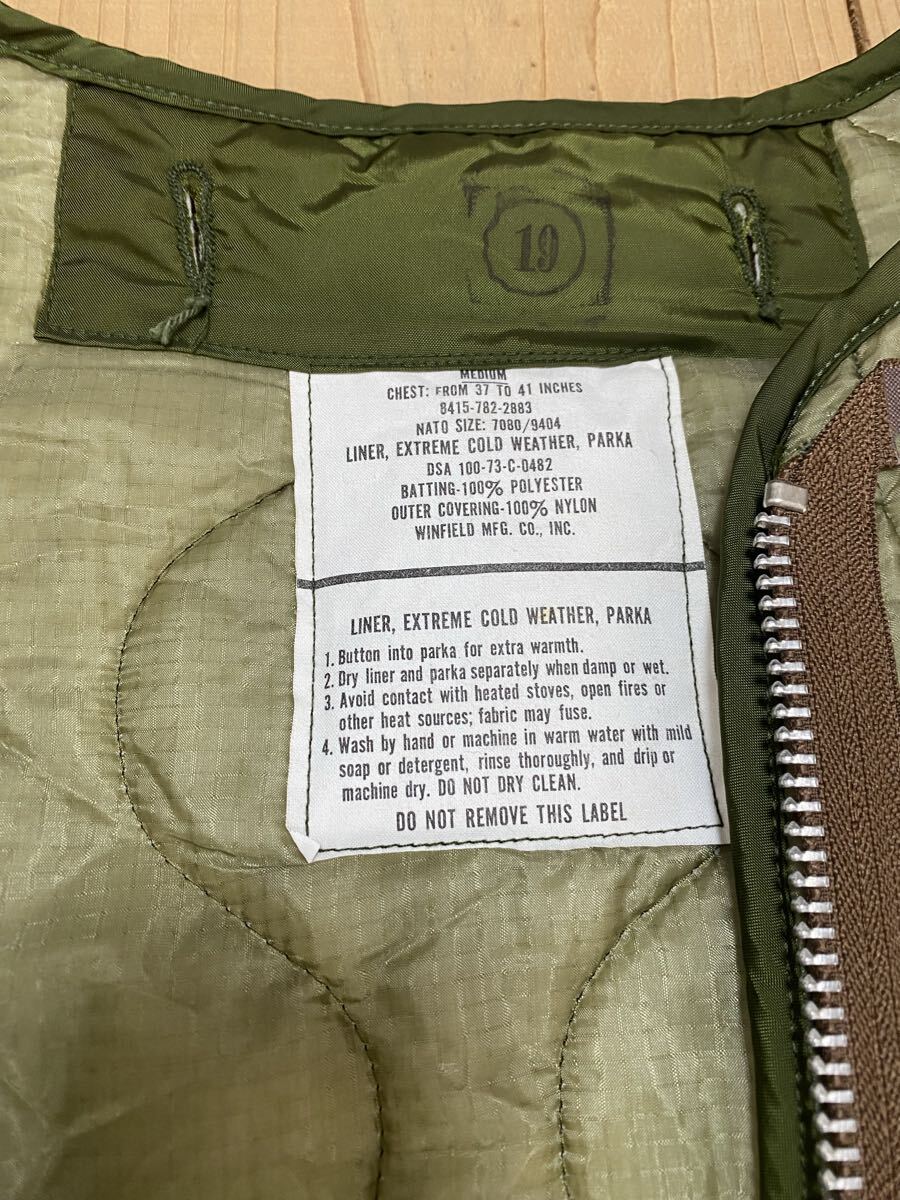 19
MEDIUM
CHEST: FROM 37 TO 41 INCHES
8415-782-2883
NATO SIZE: 7080/9404
LINER, EXTREME COLD WEATHER, PARKA
DSA 100-73-C-0482
BATTING-100% POLYESTER
OUTER COVERING-100% NYLON
WINFIELD MFG. CO., INC.
LINER, EXTREME COLD WEATHER, PARKA
1. Button into parka for extra warmth.
2. Dry liner and parka separately when damp or wet.
3. Avoid contact with heated stoves, open fires or
other heat sources; fabric may fuse.
4. Wash by hand or machine in warm water with mild
soap or detergent, rinse thoroughly, and drip or
machine dry. DO NOT DRY CLEAN.
DO NOT REMOVE THIS LABEL